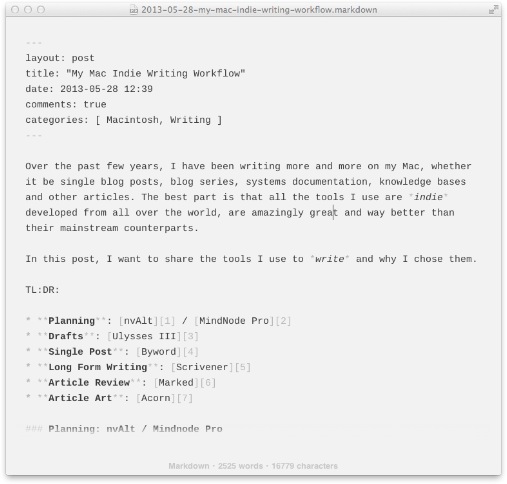 2013-05-28-my-mac-indie-writing-workflow.markdown
---
layout: post
title: "My Mac Indie Writing Workflow"
date: 2013-05-28 12:39
comments: true
categories: [ Macintosh, Writing ]
---
Over the past few years, I have been writing more and more on my Mac, whether
it be single blog posts, blog series, systems documentation, knowledge bases
and other articles. The best part is that all the tools I use are *indie*
developed from all over the world, are amazingly great and way better than
their mainstream counterparts.
In this post, I want to share the tools I use to *write* and why I chose them.
TL:DR:
* **Planning**: [nvAlt][1] / [MindNode Pro][2]
* **Drafts**: [Ulysses III][3]
* **Single Post**: [Byword][4]
* **Long Form Writing**: [Scrivener][5]
* **Article Review**: [Marked][6]
* **Article Art**: [Acorn][7]
### Planning: nvAlt / Mindnode Pro
Markdown - 2525 words - 16779 characters